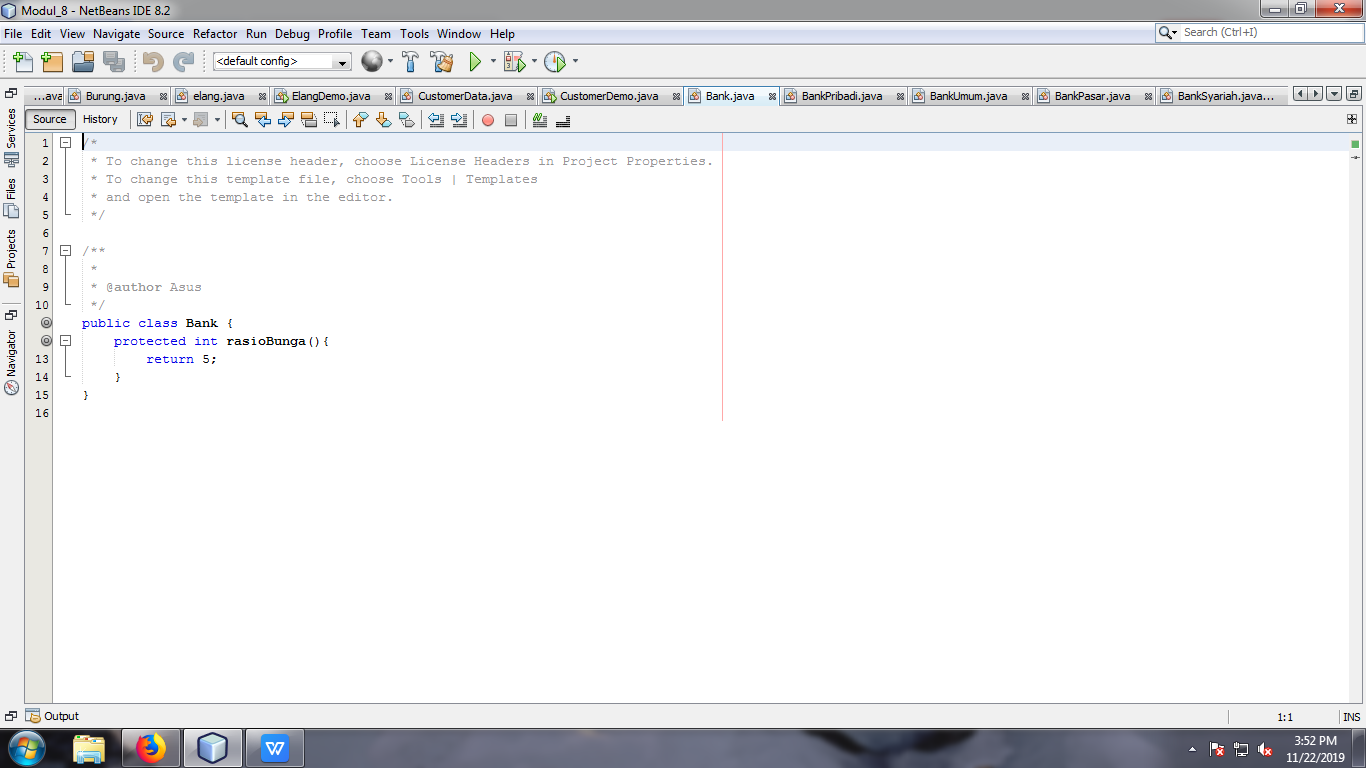 Modul_8 - NetBeans IDE 8.2
File Edit View Navigate Source Refactor Run Debug Profile Team Tools Window Help
Search (Ctrl+I)
<default config>
...ava Burung.java elang.java ElangDemo.java CustomerData.java CustomerDemo.java Bank.java BankPribadi.java BankUmum.java BankPasar.java BankSyariah.java...
Source History
Services
Files
Projects
Navigator
1 /*
2 * To change this license header, choose License Headers in Project Properties.
3 * To change this template file, choose Tools | Templates
4 * and open the template in the editor.
5 */
6
7 /**
8 *
9 * @author Asus
10 */
public class Bank {
protected int rasioBunga(){
13 return 5;
14 }
15 }
16
Output
1:1 INS
W
3:52 PM
11/22/2019